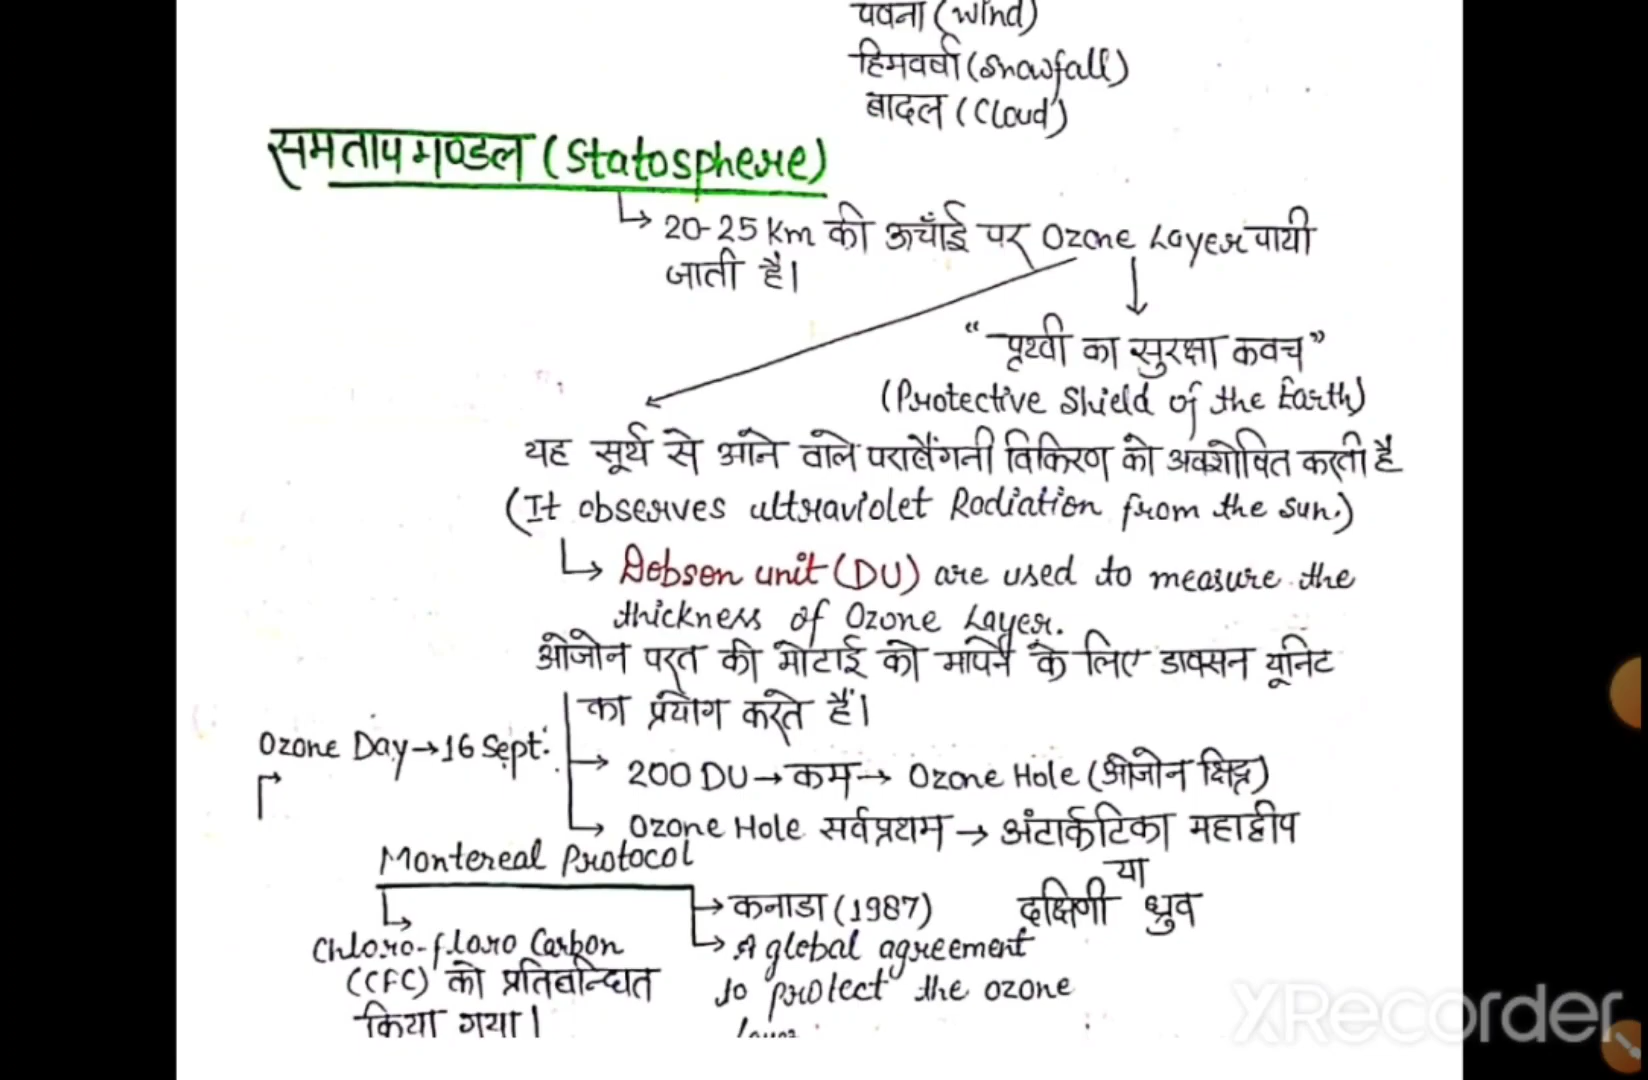 पवना (wind)
हिमवर्षा (Snowfall)
बादल (Cloud)
समतापमण्डल (Statosphere)
20-25 Km की ऊचाँई पर Ozone Layer पायी
जाती है।
“पृथ्वी का सुरक्षा कवच”
(Protective Shield of the Earth)
यह सूर्य से आने वाले पराबैंगनी विकिरण को अवशोषित करती है
(It observes ultraviolet Radiation from the sun.)
Dobson unit (DU) are used to measure the
thickness of Ozone Layer.
ओजोन परत की मोटाई को मापने के लिए डाक्सन यूनिट
का प्रयोग करते हैं।
Ozone Day → 16 Sept.
200 DU → कम → Ozone Hole (ओजोन क्षिद्र)
Ozone Hole सर्वप्रथम → अंटार्कटिका महाद्वीप
या
दक्षिणी ध्रुव
Montereal Protocol
कनाडा (1987)
A global agreement
to protect the ozone
Chloro-floro Carbon
(CFC) को प्रतिबन्धित
किया गया।
XRecorder